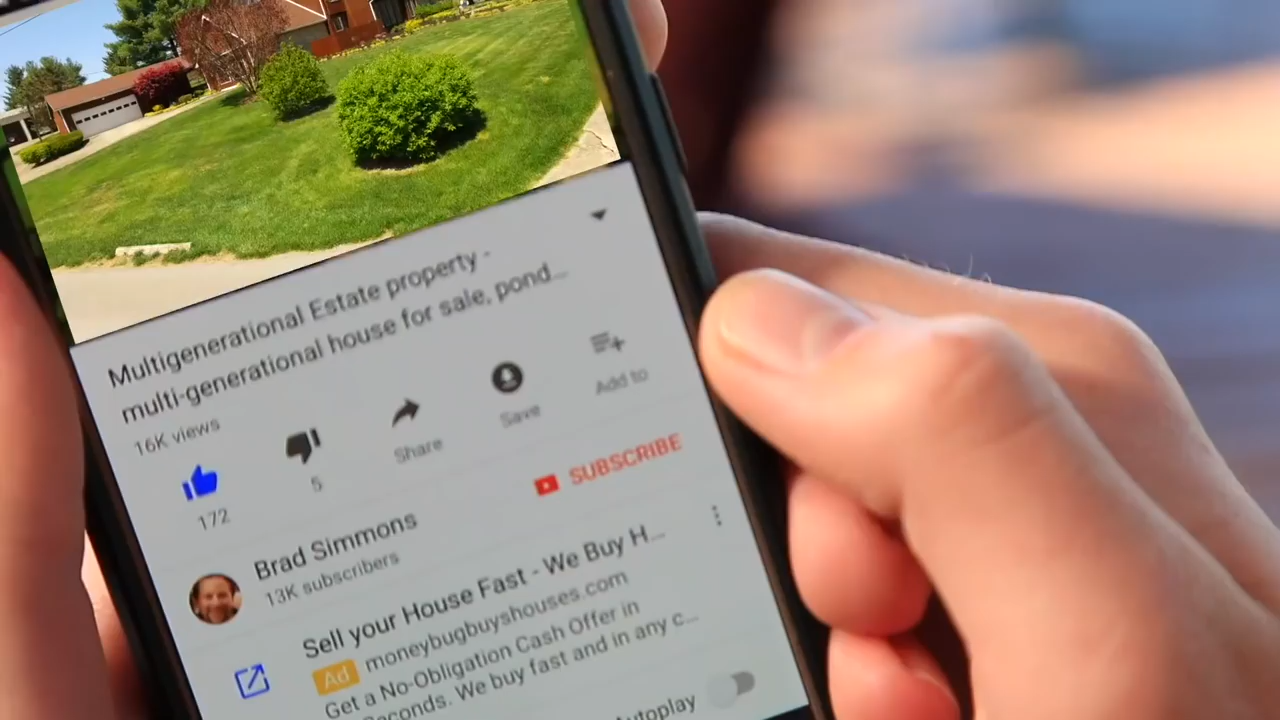 Multigenerational Estate property -
multi-generational house for sale, pond...
16K views
172
5
Share
Save
Add to
Brad Simmons
13K subscribers
SUBSCRIBE
Sell your House Fast - We Buy H...
Ad moneybugbuyshouses.com
Get a No-Obligation Cash Offer in
Seconds. We buy fast and in any c...
Autoplay